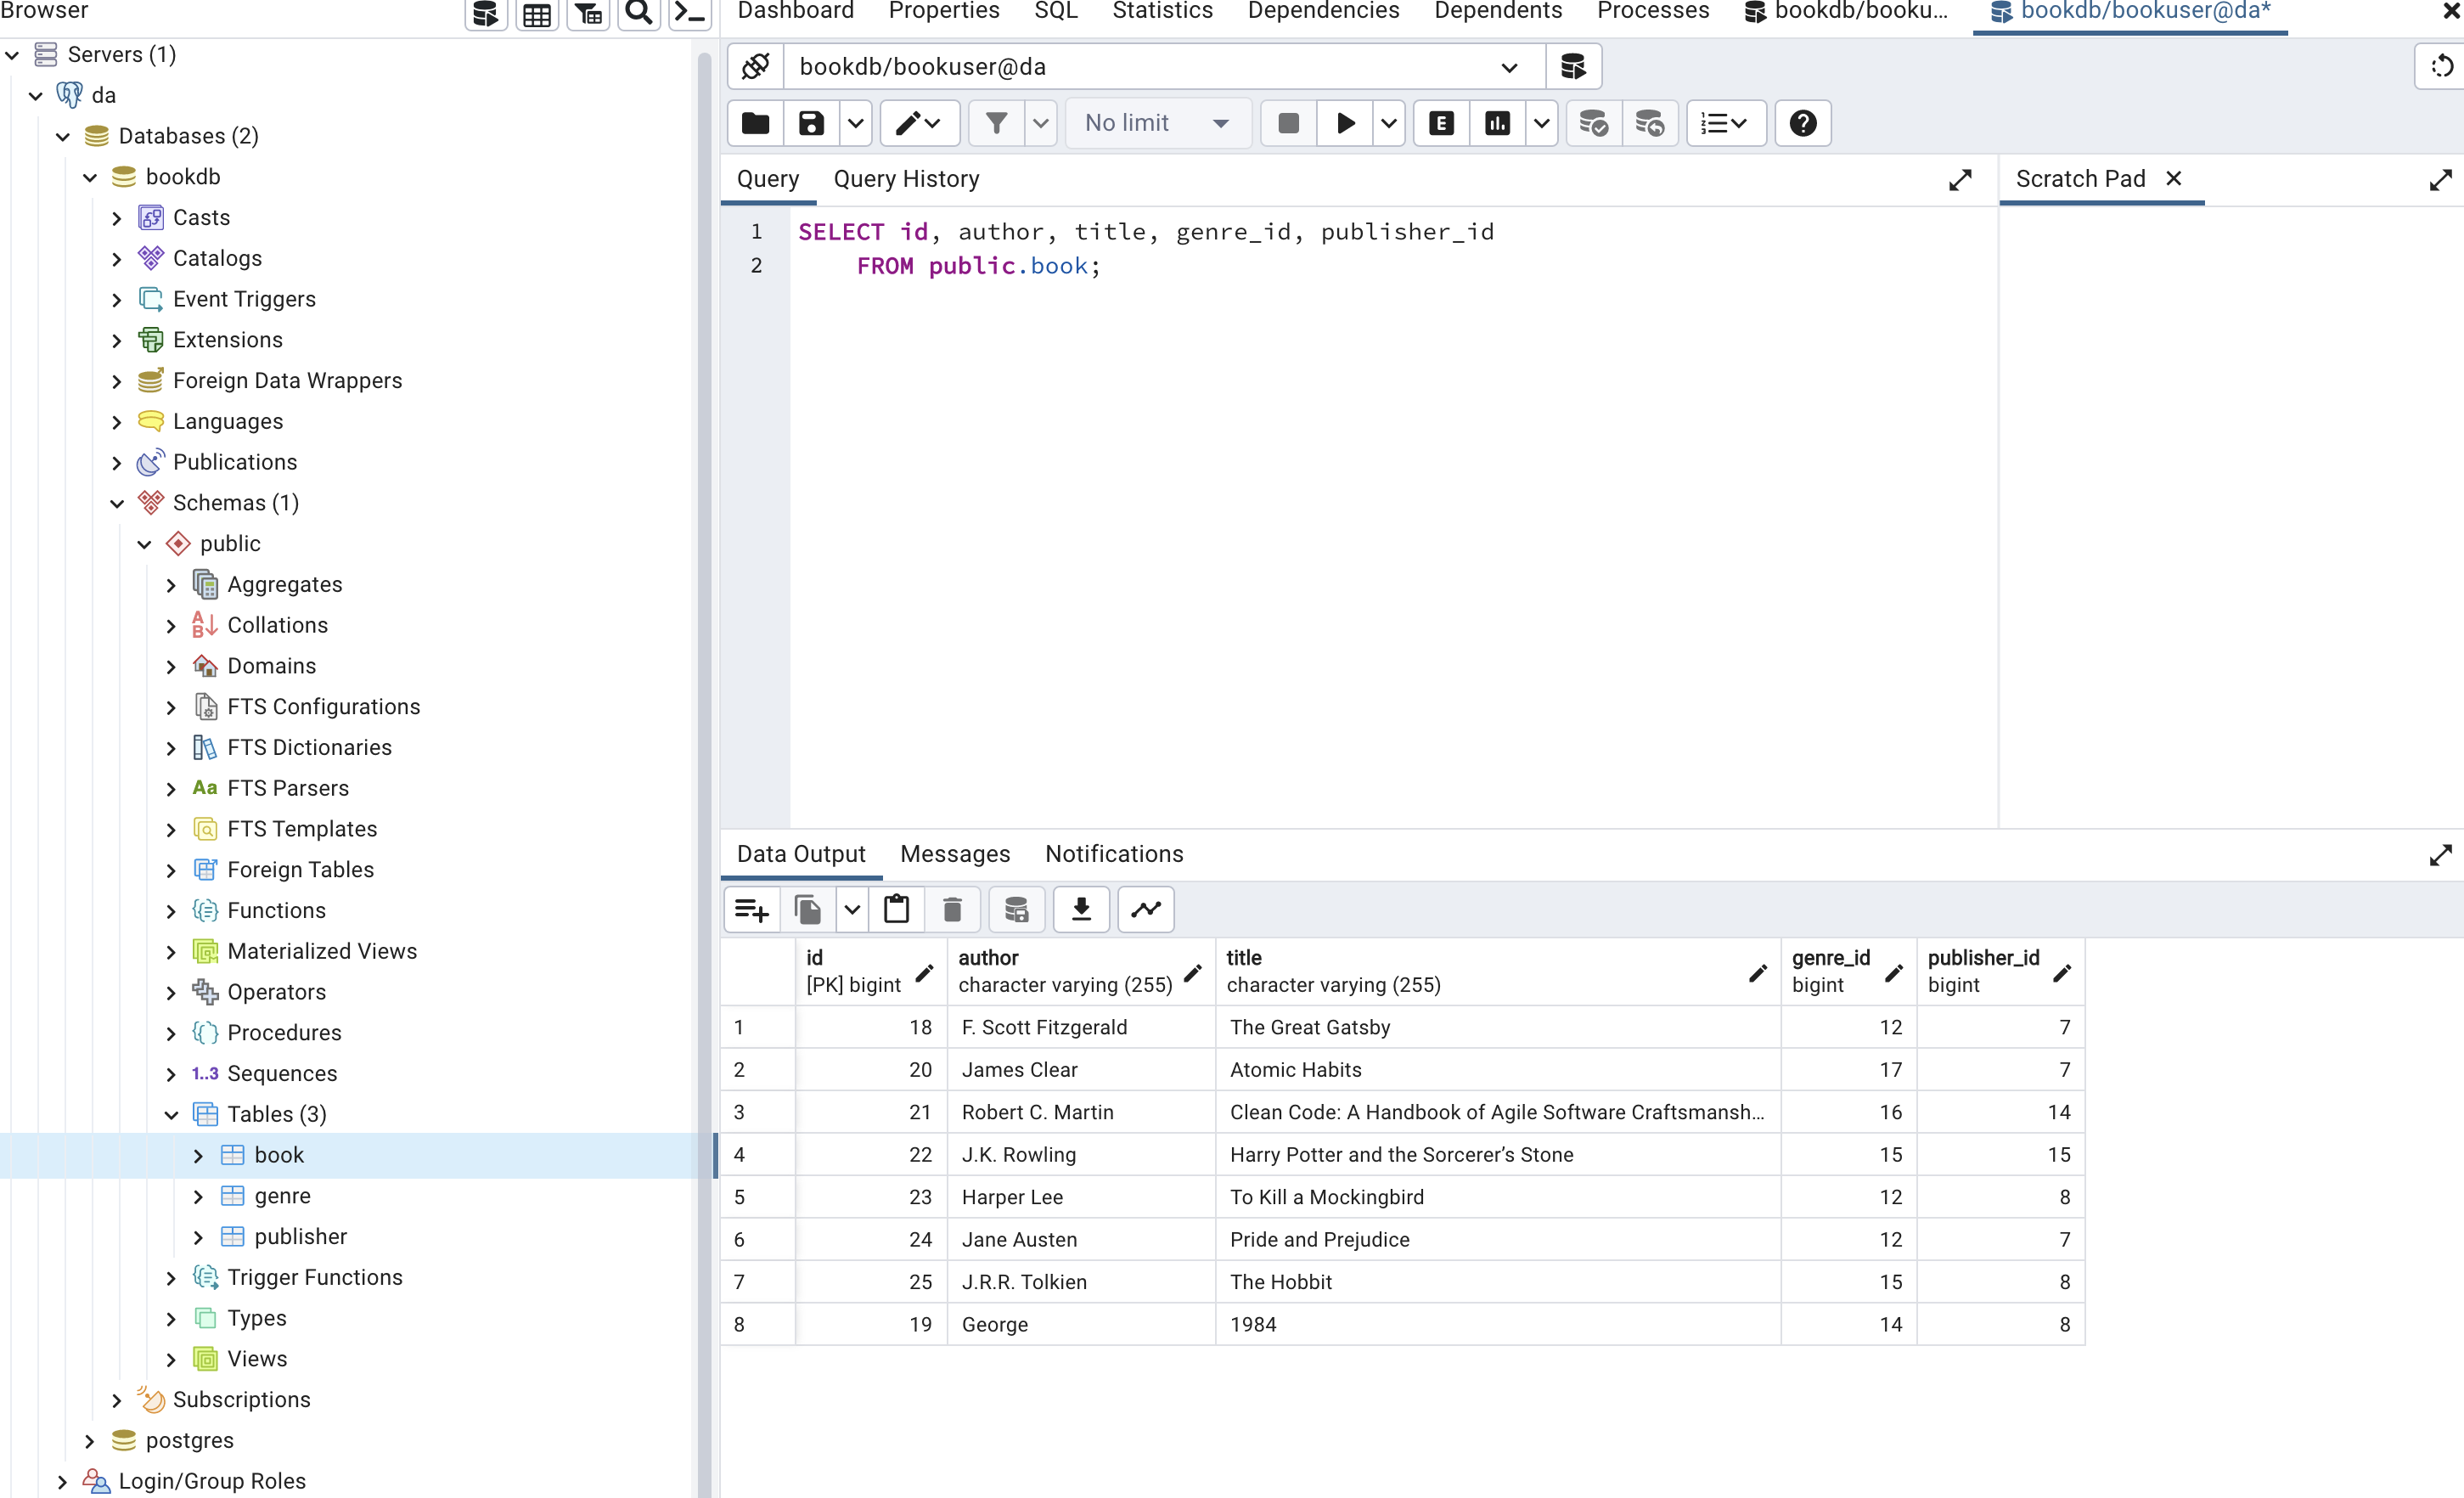 Browser
Servers (1)
da
Databases (2)
bookdb
Casts
Catalogs
Event Triggers
Extensions
Foreign Data Wrappers
Languages
Publications
Schemas (1)
public
Aggregates
A
B
Collations
Domains
FTS Configurations
FTS Dictionaries
Aa FTS Parsers
FTS Templates
Foreign Tables
Functions
Materialized Views
Operators
Procedures
1..3 Sequences
Tables (3)
book
genre
publisher
Trigger Functions
Types
Views
Subscriptions
postgres
Login/Group Roles
Dashboard Properties SQL Statistics Dependencies Dependents Processes bookdb/booku... bookdb/bookuser@da*
bookdb/bookuser@da
No limit E
Query Query History Scratch Pad
1 SELECT id, author, title, genre_id, publisher_id
2 FROM public.book;
Data Output Messages Notifications
id author title genre_id publisher_id
[PK] bigint character varying (255) character varying (255) bigint bigint
1 18 F. Scott Fitzgerald The Great Gatsby 12 7
2 20 James Clear Atomic Habits 17 7
3 21 Robert C. Martin Clean Code: A Handbook of Agile Software Craftsmansh... 16 14
4 22 J.K. Rowling Harry Potter and the Sorcerer’s Stone 15 15
5 23 Harper Lee To Kill a Mockingbird 12 8
6 24 Jane Austen Pride and Prejudice 12 7
7 25 J.R.R. Tolkien The Hobbit 15 8
8 19 George 1984 14 8